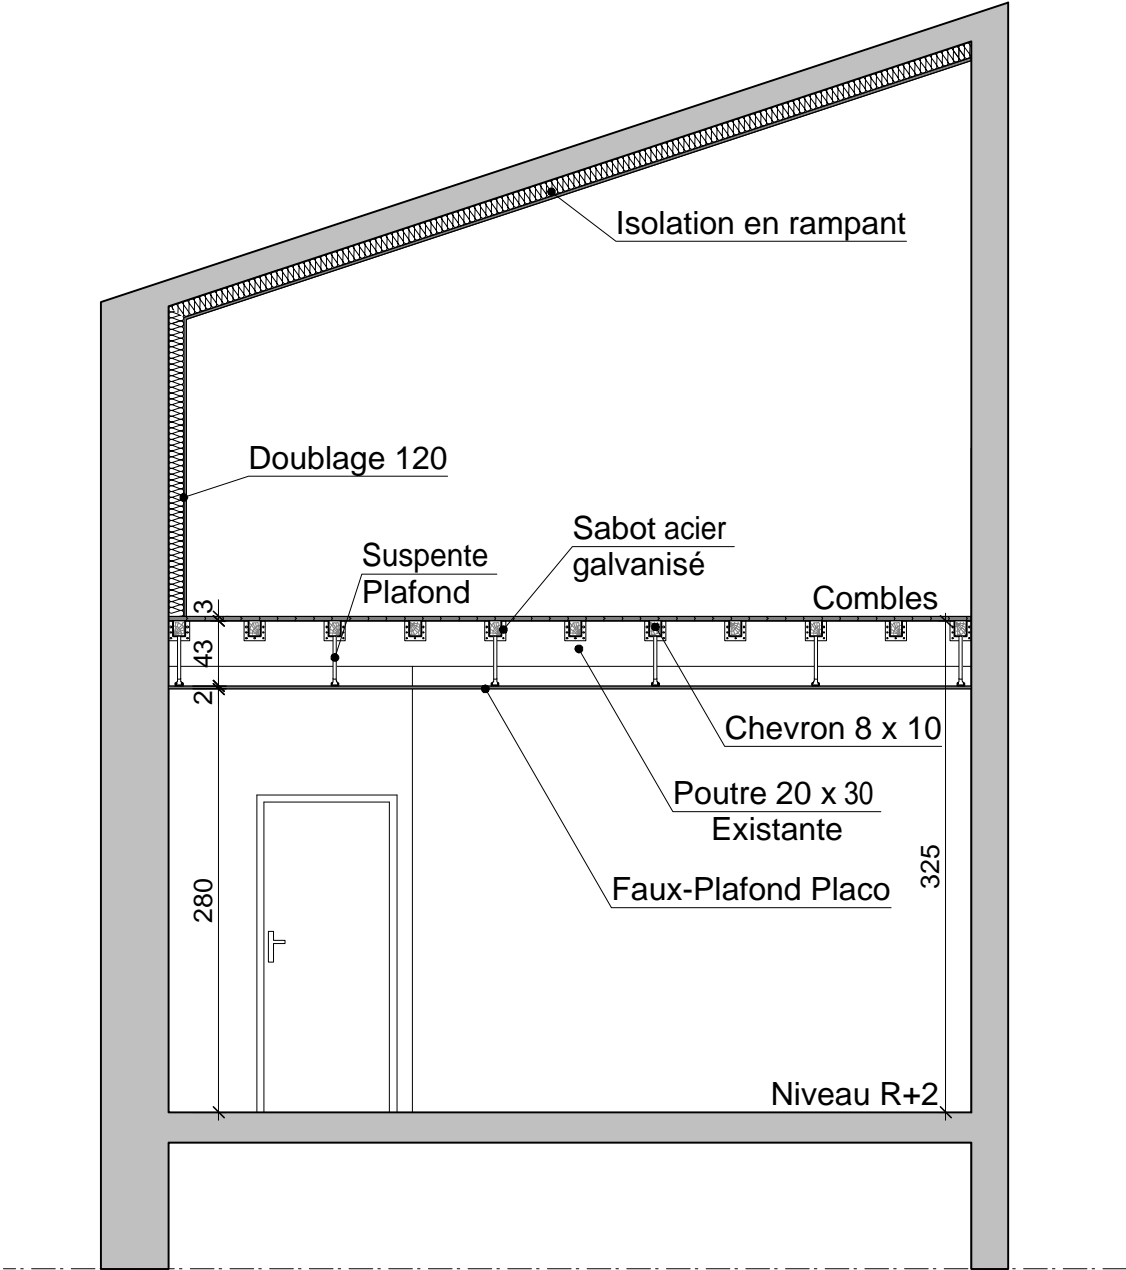 Isolation en rampant
Doublage 120
Sabot acier
galvanisé
Suspente
Plafond
Combles
3
43
2
Chevron 8 x 10
Poutre 20 x 30
Existante
325
Faux-Plafond Placo
280
Niveau R+2